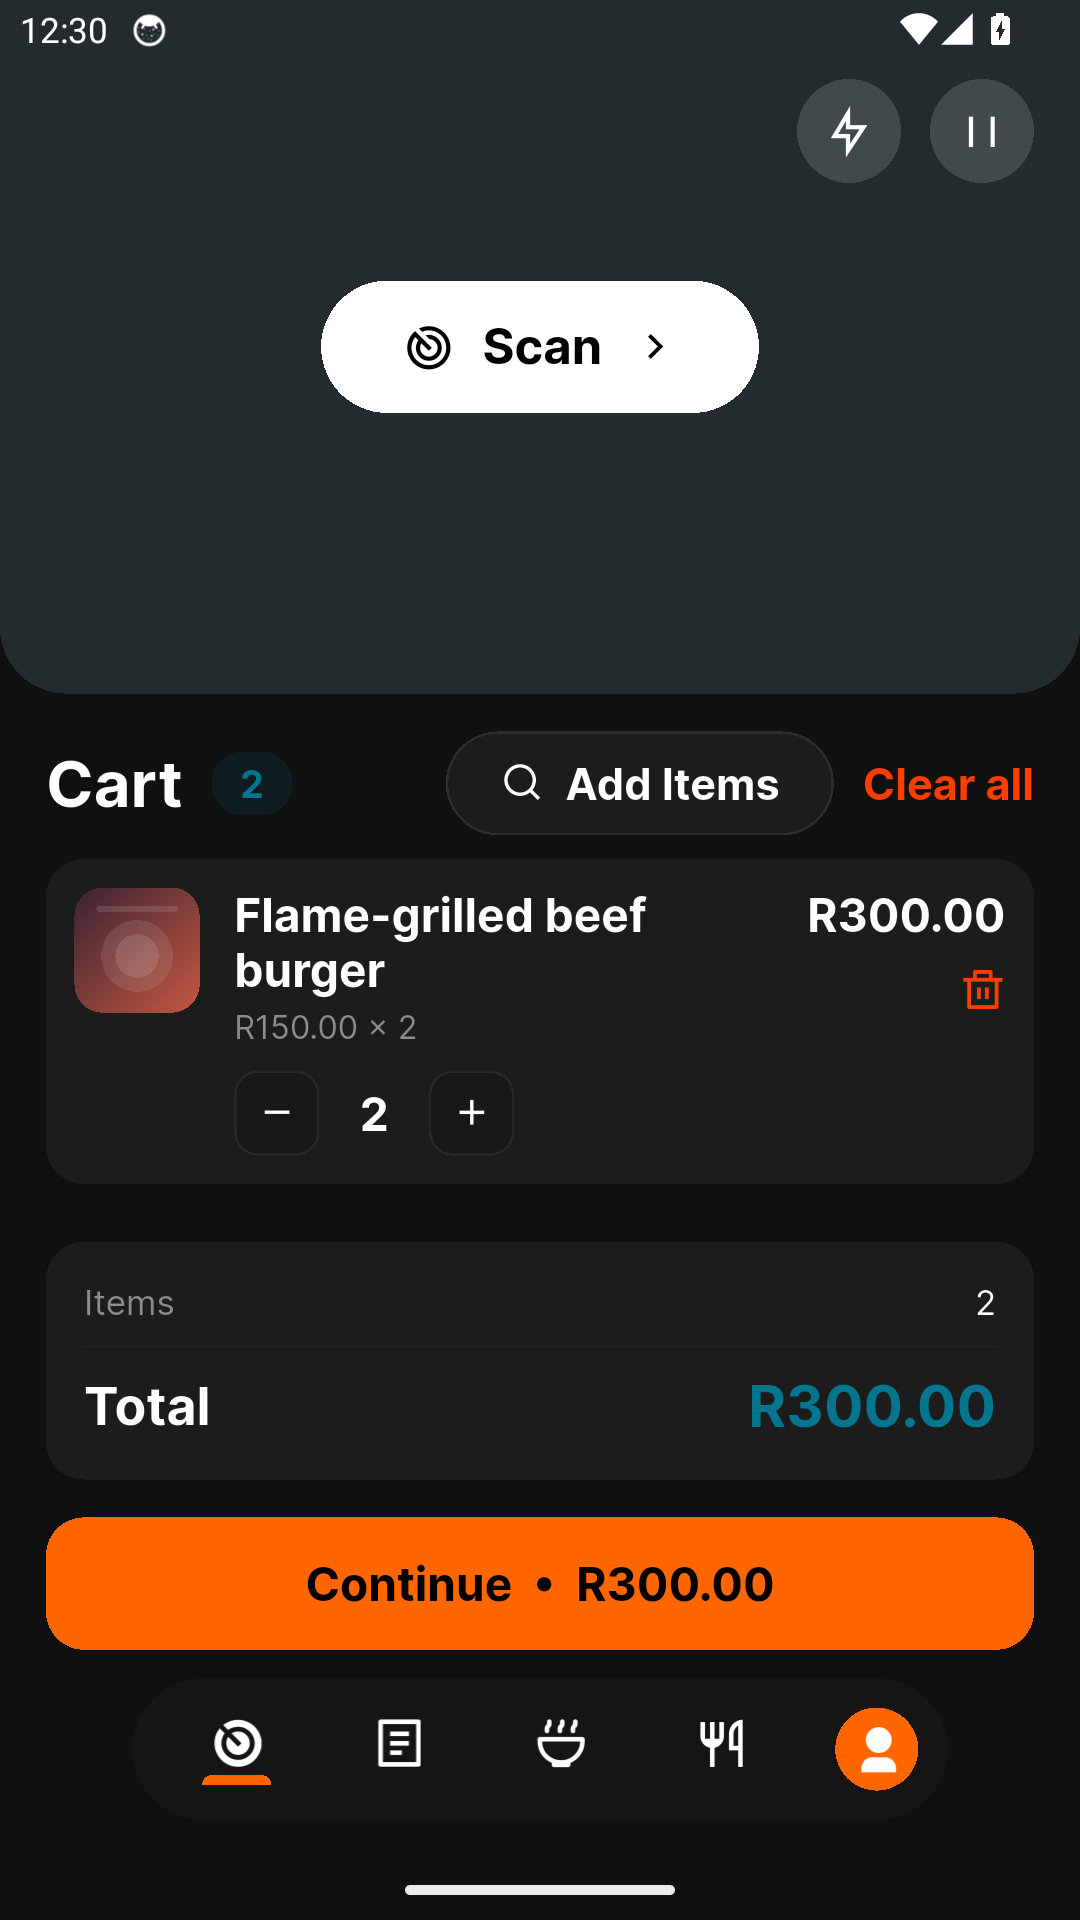 12:30
Scan
Cart 2 Add Items Clear all
Flame-grilled beef R300.00
burger
R150.00 × 2
− 2 +
Items 2
Total R300.00
Continue • R300.00